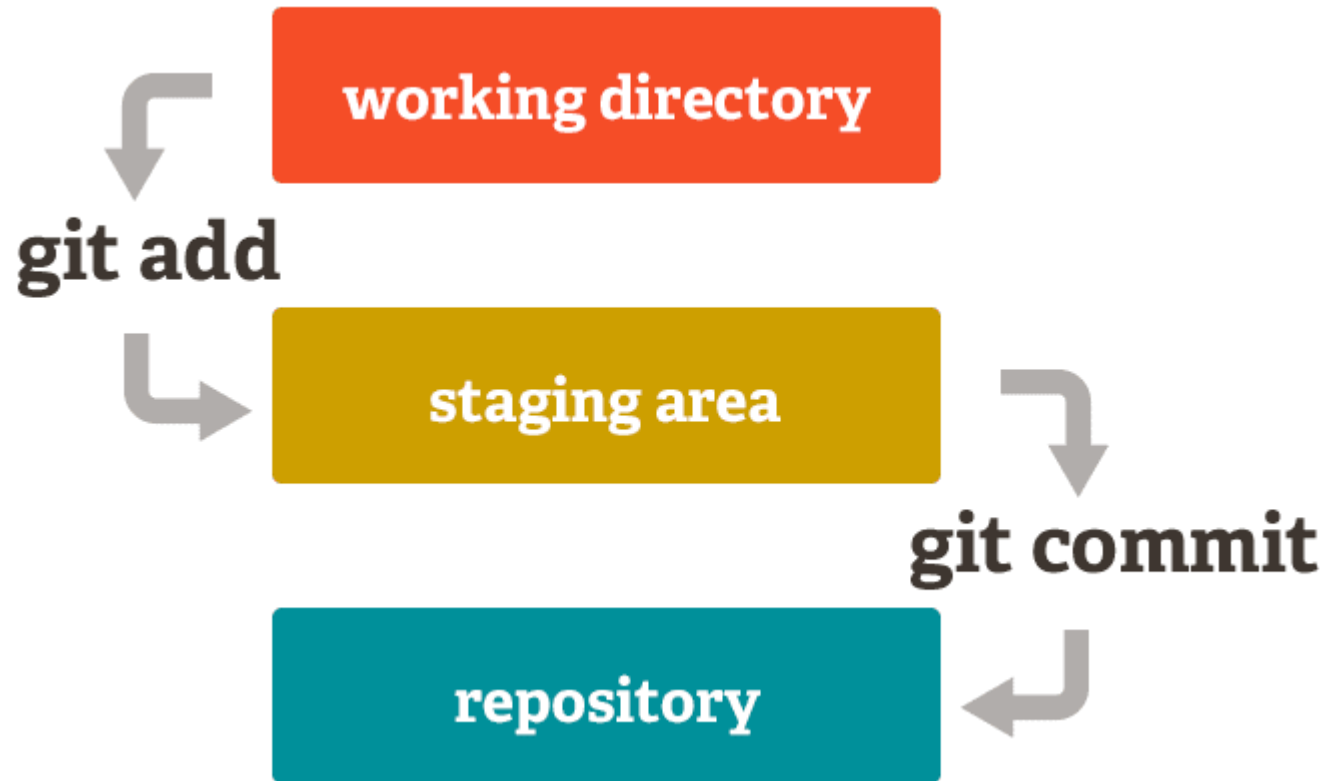 working directory
git add
staging area
git commit
repository